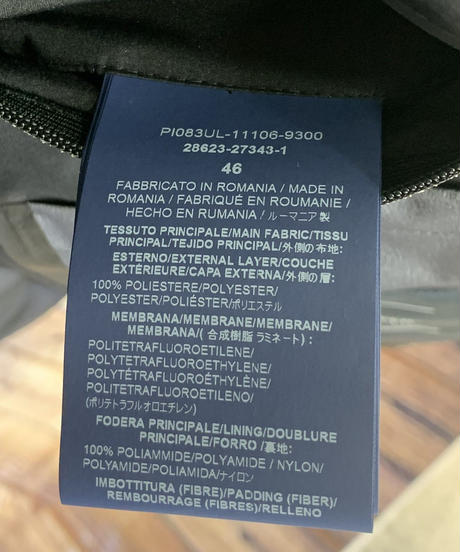 PI083UL-11106-9300
28623-27343-1
46
FABBRICATO IN ROMANIA / MADE IN
ROMANIA / FABRIQUÉ EN ROUMANIE /
HECHO EN RUMANIA / ルーマニア製
TESSUTO PRINCIPALE/MAIN FABRIC/TISSU
PRINCIPAL/TEJIDO PRINCIPAL/外側の布地:
ESTERNO/EXTERNAL LAYER/COUCHE
EXTÉRIEURE/CAPA EXTERNA/外側の層:
100% POLIESTERE/POLYESTER/
POLYESTER/POLIÉSTER/ポリエステル
MEMBRANA/MEMBRANE/MEMBRANE/
MEMBRANA/( 合成樹脂 ラミネート) :
POLITETRAFLUOROETILENE/
POLYTETRAFLUOROETHYLENE/
POLYTÉTRAFLUOROÉTHYLÈNE/
POLITETRAFLUOROETILENO/
(ポリテトラフルオロエチレン)
FODERA PRINCIPALE/LINING/DOUBLURE
PRINCIPALE/FORRO /裏地:
100% POLIAMMIDE/POLYAMIDE / NYLON/
POLYAMIDE/POLIAMIDA/ナイロン
IMBOTTITURA (FIBRE)/PADDING (FIBER)/
REMBOURRAGE (FIBRES)/RELLENO